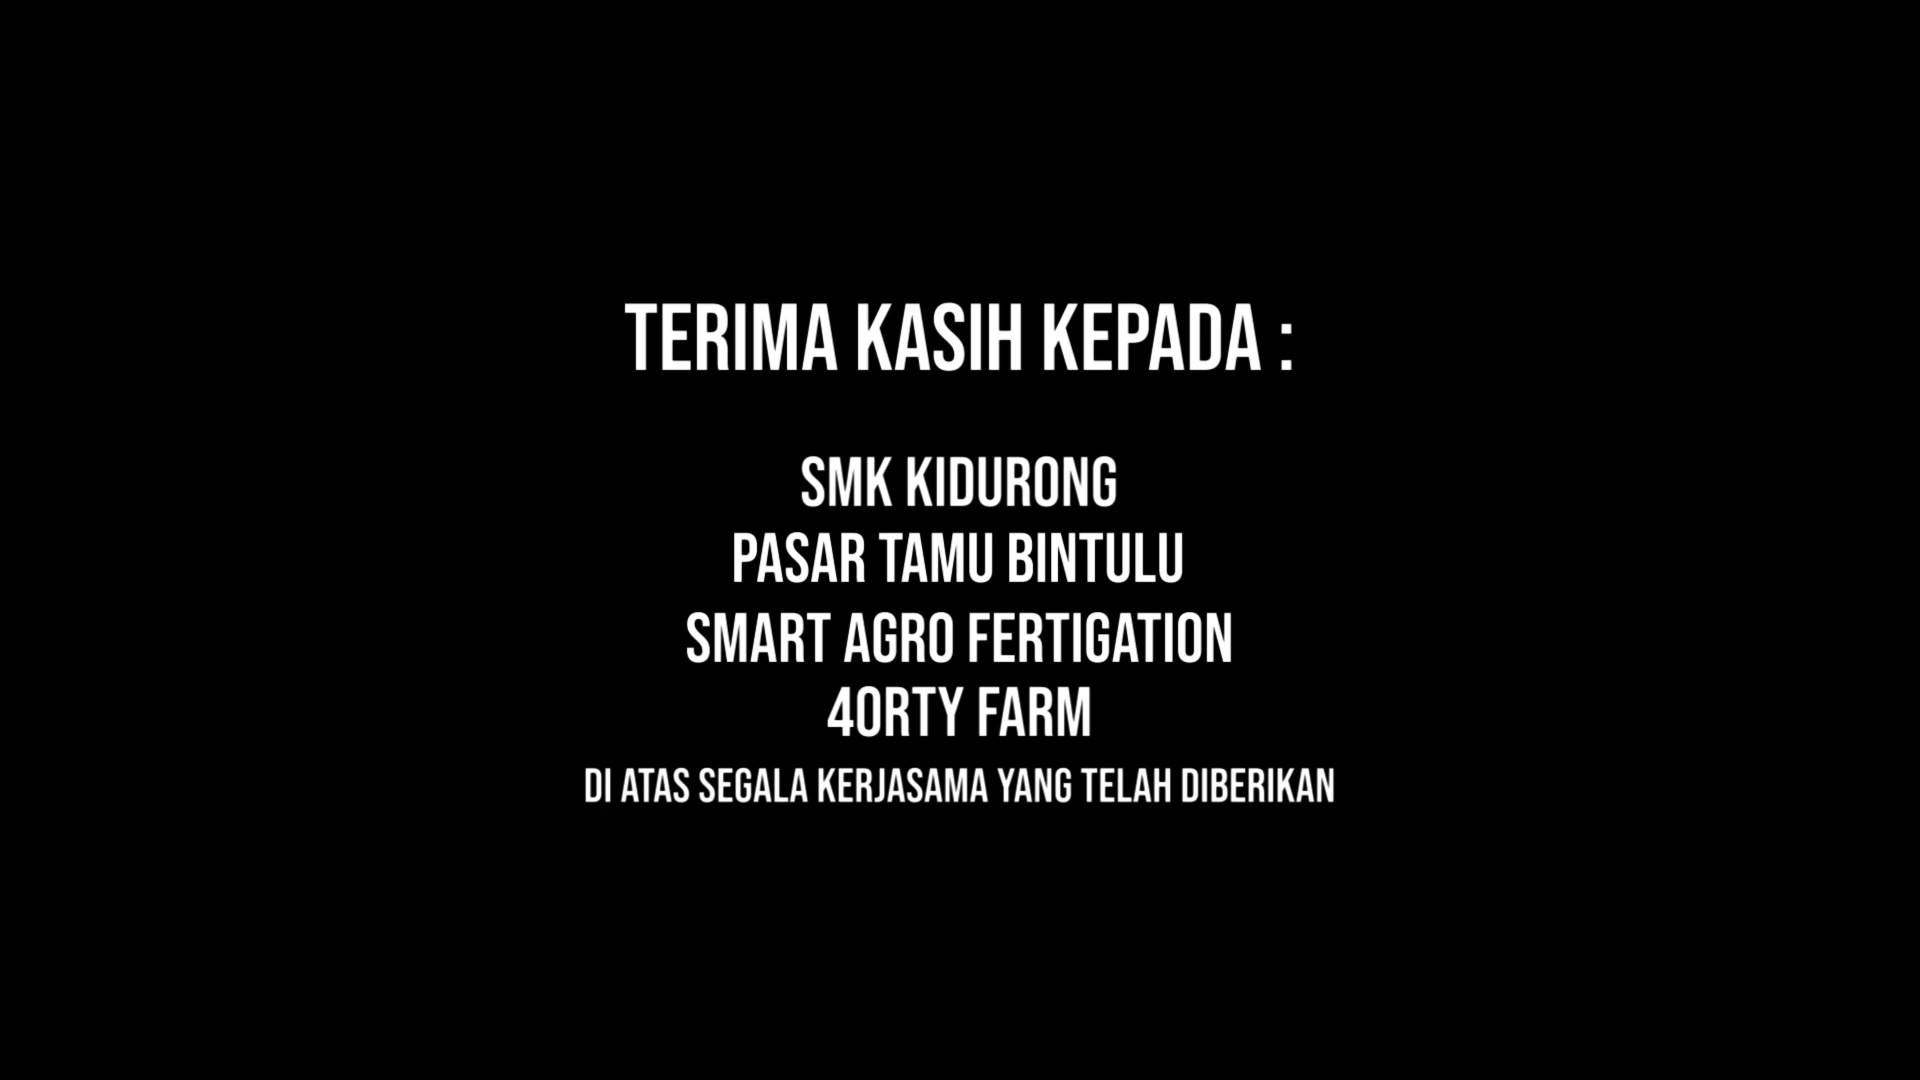 TERIMA KASIH KEPADA :
SMK KIDURONG
PASAR TAMU BINTULU
SMART AGRO FERTIGATION
4ORTY FARM
DI ATAS SEGALA KERJASAMA YANG TELAH DIBERIKAN